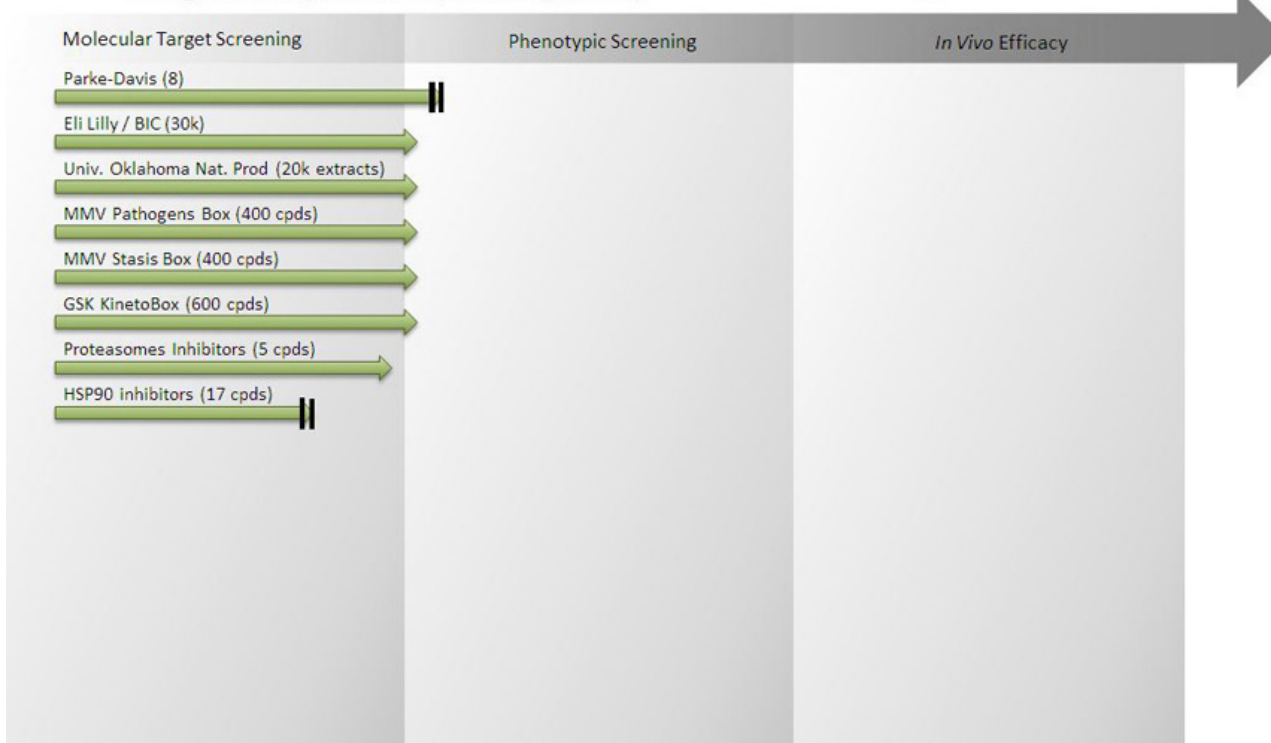 Molecular Target Screening
Phenotypic Screening
In Vivo Efficacy
Parke-Davis (8)
Eli Lilly / BIC (30k)
Univ. Oklahoma Nat. Prod (20k extracts)
MMV Pathogens Box (400 cpds)
MMV Stasis Box (400 cpds)
GSK KinetoBox (600 cpds)
Proteasomes Inhibitors (5 cpds)
HSP90 inhibitors (17 cpds)